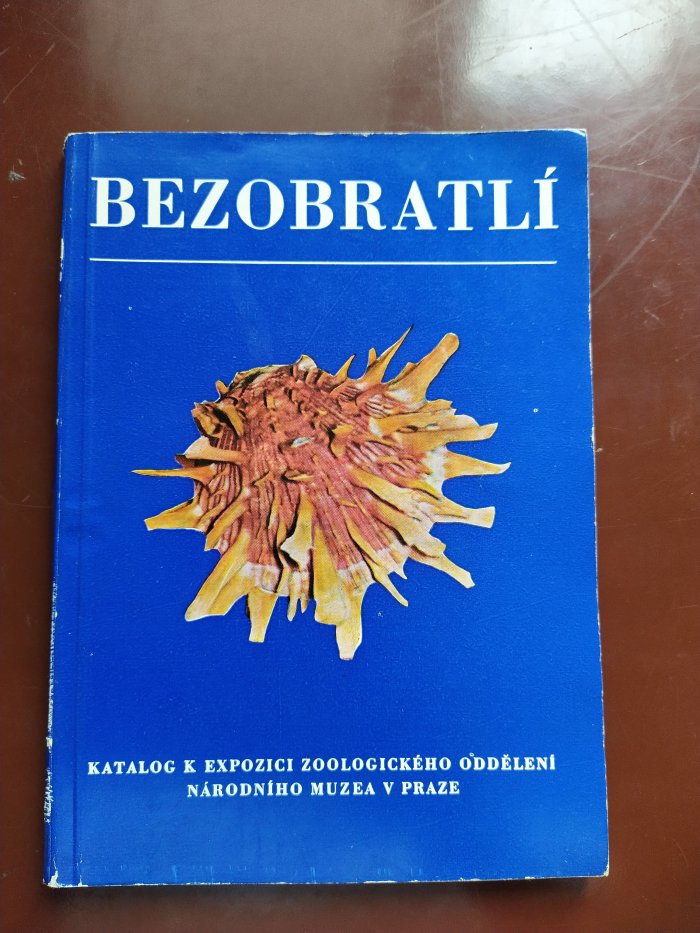 BEZOBRATLÍ
KATALOG K EXPOZICI ZOOLOGICKÉHO ODDĚLENÍ
NÁRODNÍHO MUZEA V PRAZE